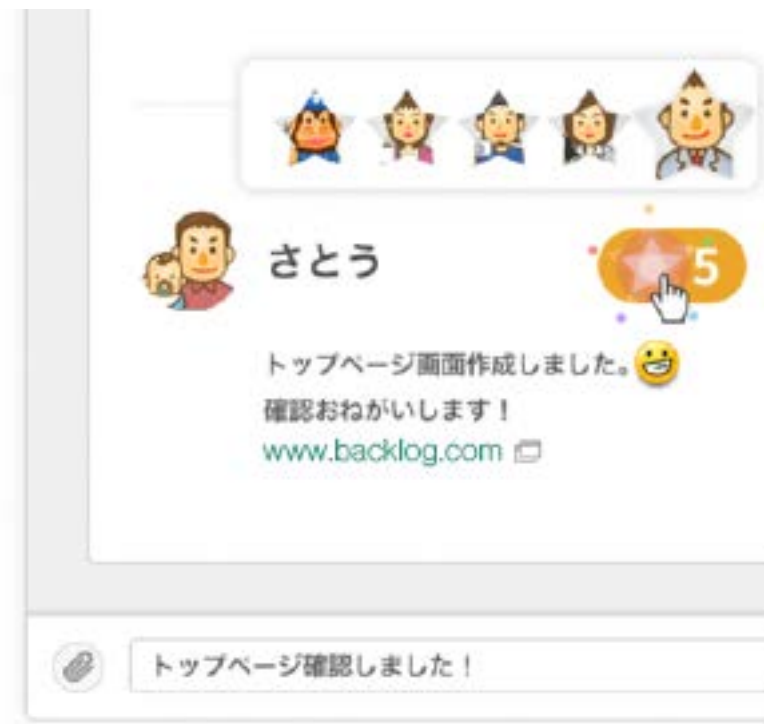 さとう
5
トップページ画面作成しました。
確認おねがいします！
www.backlog.com
トップページ確認しました！